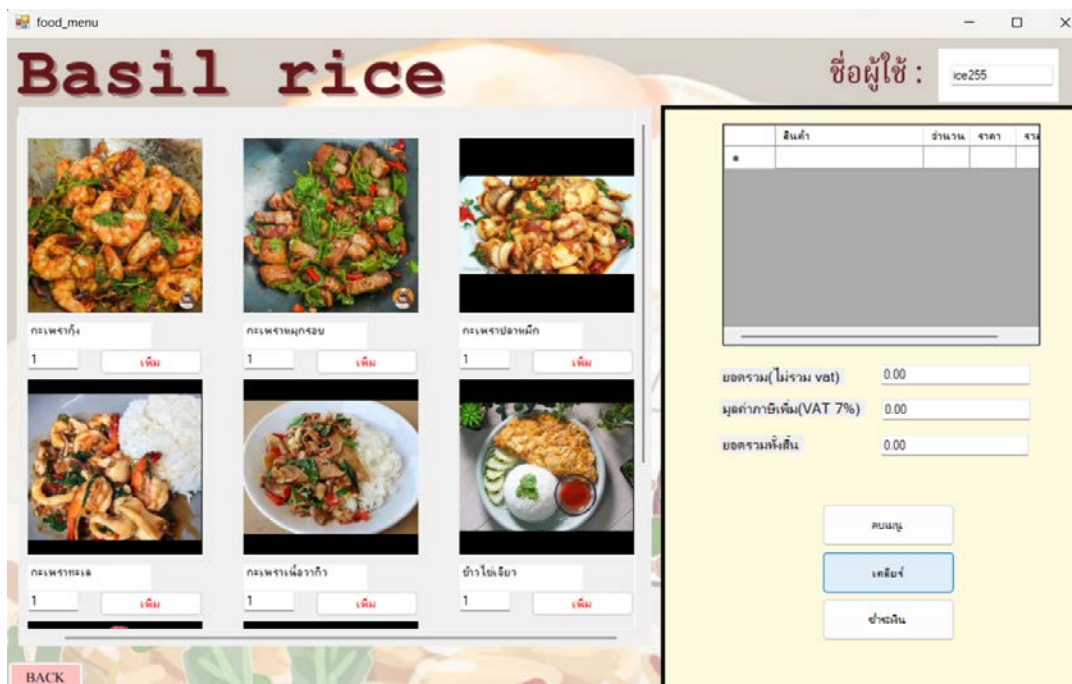 food_menu
Basil rice
ชื่อผู้ใช้ :
ice255
กะเพรากุ้ง
กะเพราหมูกรอบ
กะเพราปลาหมึก
1
เพิ่ม
1
เพิ่ม
1
เพิ่ม
กะเพราทะเล
กะเพราเนื้อวากิว
ข้าวไข่เจียว
1
เพิ่ม
1
เพิ่ม
1
เพิ่ม
BACK
สินค้า
จำนวน
ราคา
ยอดรวม(ไม่รวม vat)
0.00
มูลค่าภาษีเพิ่ม(VAT 7%)
0.00
ยอดรวมทั้งสิ้น
0.00
ลบเมนู
เคลียร์
ชำระเงิน